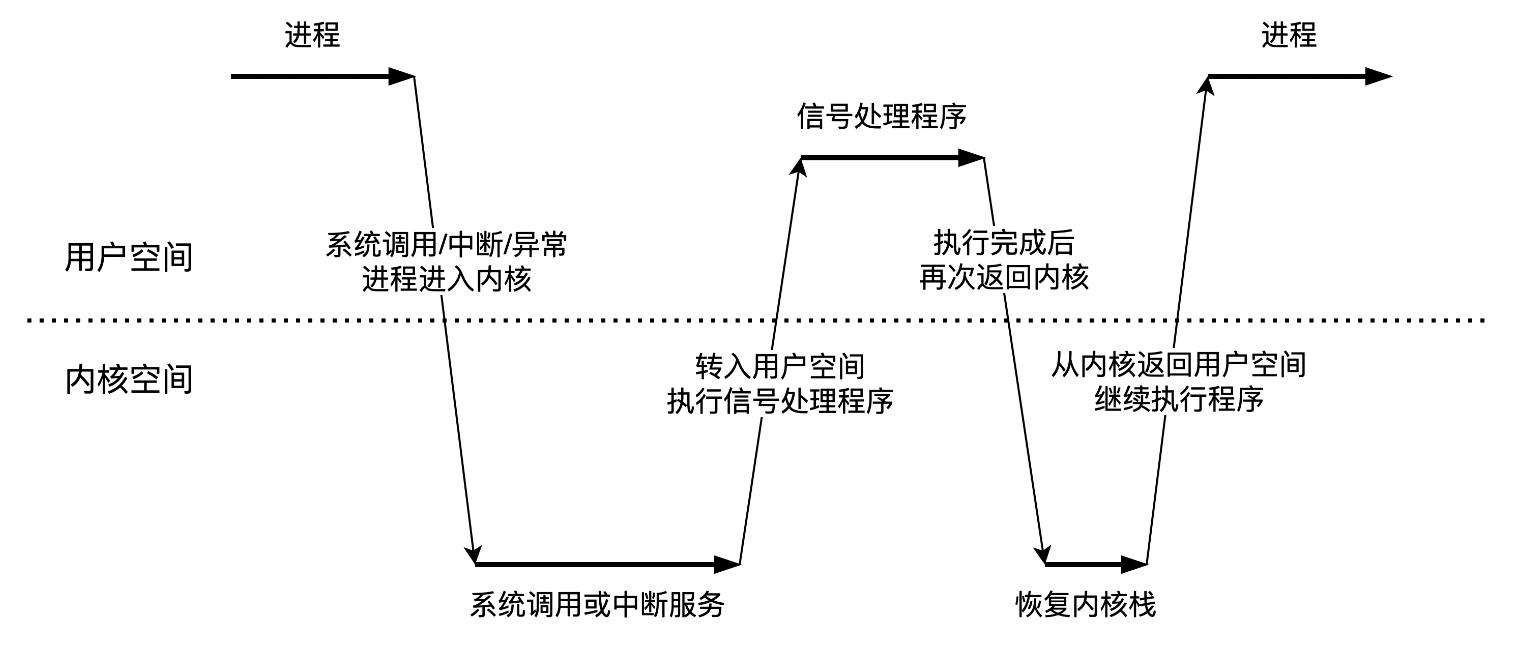 进程
进程
信号处理程序
系统调用/中断/异常
进程进入内核
执行完成后
再次返回内核
用户空间
内核空间
转入用户空间
执行信号处理程序
从内核返回用户空间
继续执行程序
系统调用或中断服务
恢复内核栈